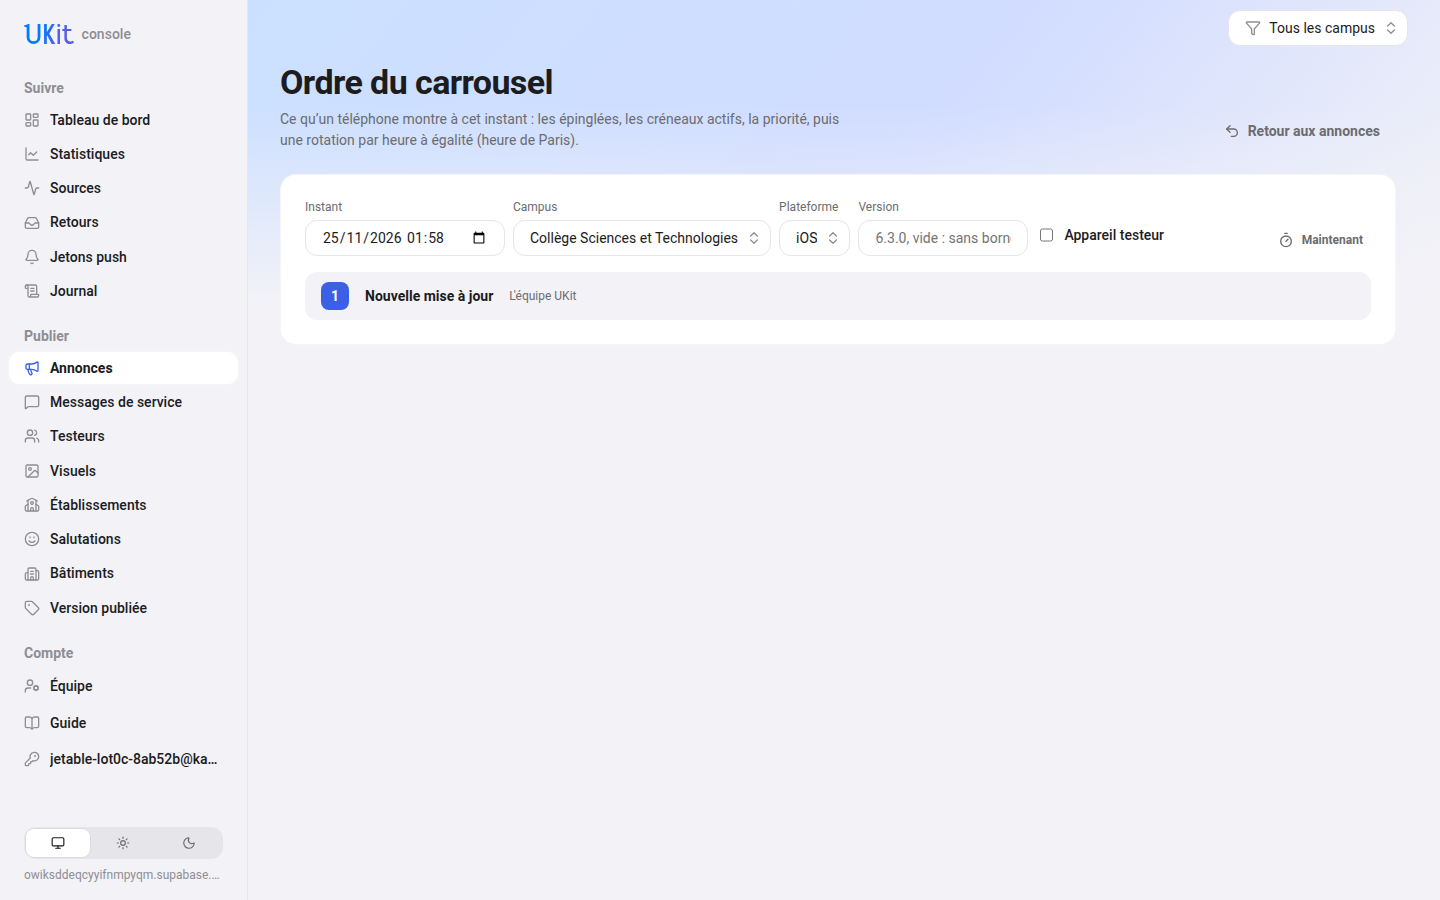 UKit console
Tous les campus
Suivre
Tableau de bord
Statistiques
Sources
Retours
Jetons push
Journal
Publier
Annonces
Messages de service
Testeurs
Visuels
Établissements
Salutations
Bâtiments
Version publiée
Compte
Équipe
Guide
jetable-lot0c-8ab52b@ka...
owiksddeqcyyifnmpyqm.supabase....
Ordre du carrousel
Ce qu’un téléphone montre à cet instant : les épinglées, les créneaux actifs, la priorité, puis
une rotation par heure à égalité (heure de Paris).
Retour aux annonces
Instant Campus Plateforme Version
25/11/2026 01:58 Collège Sciences et Technologies iOS 6.3.0, vide : sans born Appareil testeur Maintenant
1 Nouvelle mise à jour L'équipe UKit